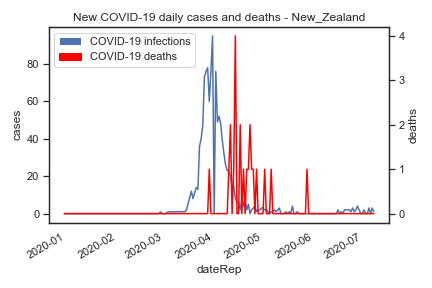 New COVID-19 daily cases and deaths - New_Zealand
COVID-19 infections
COVID-19 deaths
cases
80
60
40
20
0
deaths
4
3
2
1
0
2020-01
2020-02
2020-03
2020-04
2020-05
2020-06
2020-07
dateRep